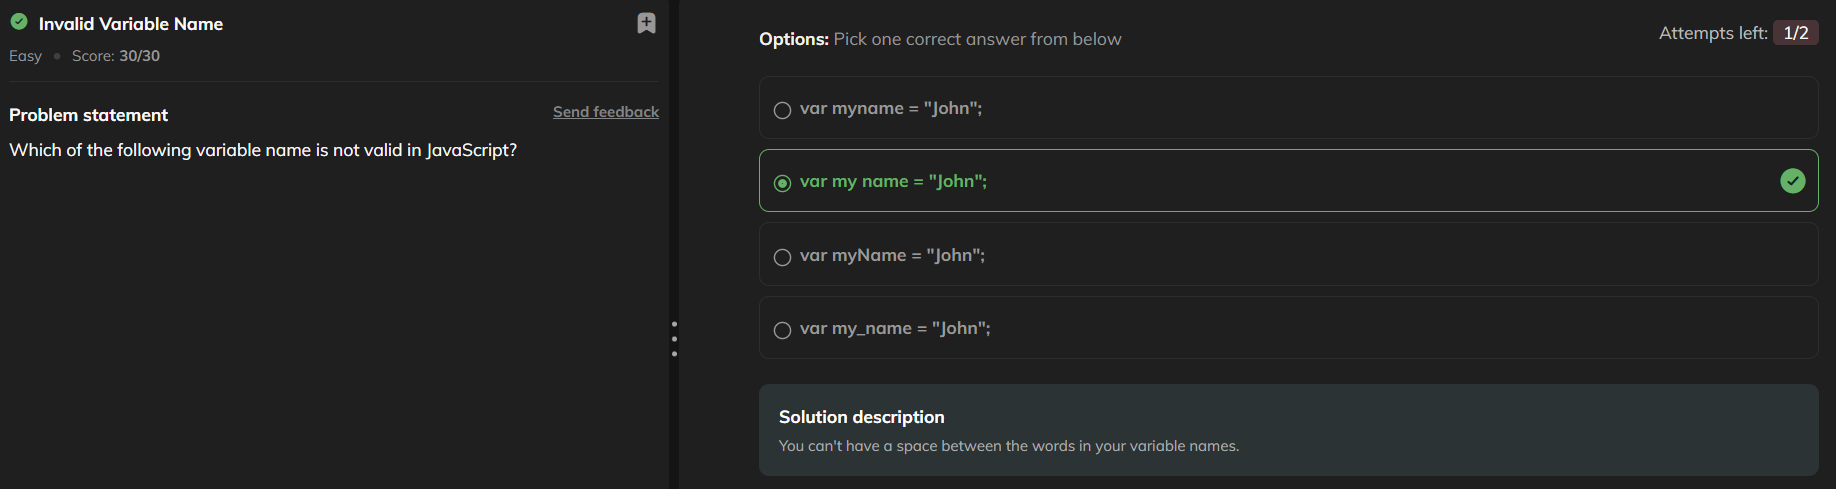 Invalid Variable Name
Easy • Score: 30/30
Problem statement
Send feedback
Which of the following variable name is not valid in JavaScript?
Options: Pick one correct answer from below
Attempts left: 1/2
var myname = "John";
var my name = "John";
var myName = "John";
var my_name = "John";
Solution description
You can't have a space between the words in your variable names.